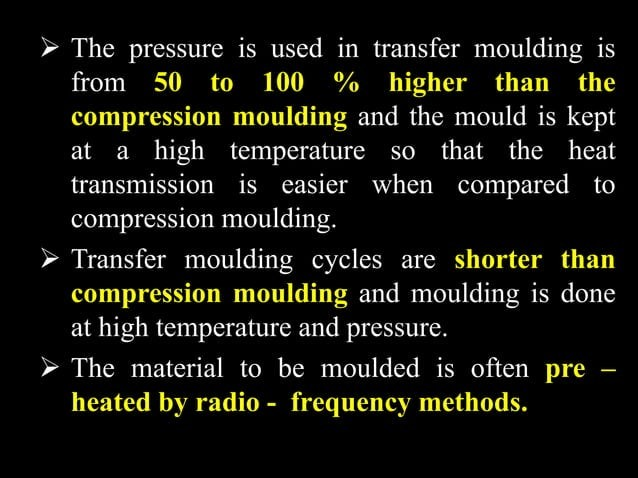 ➢ The pressure is used in transfer moulding is
from 50 to 100 % higher than the
compression moulding and the mould is kept
at a high temperature so that the heat
transmission is easier when compared to
compression moulding.
➢ Transfer moulding cycles are shorter than
compression moulding and moulding is done
at high temperature and pressure.
➢ The material to be moulded is often pre –
heated by radio - frequency methods.